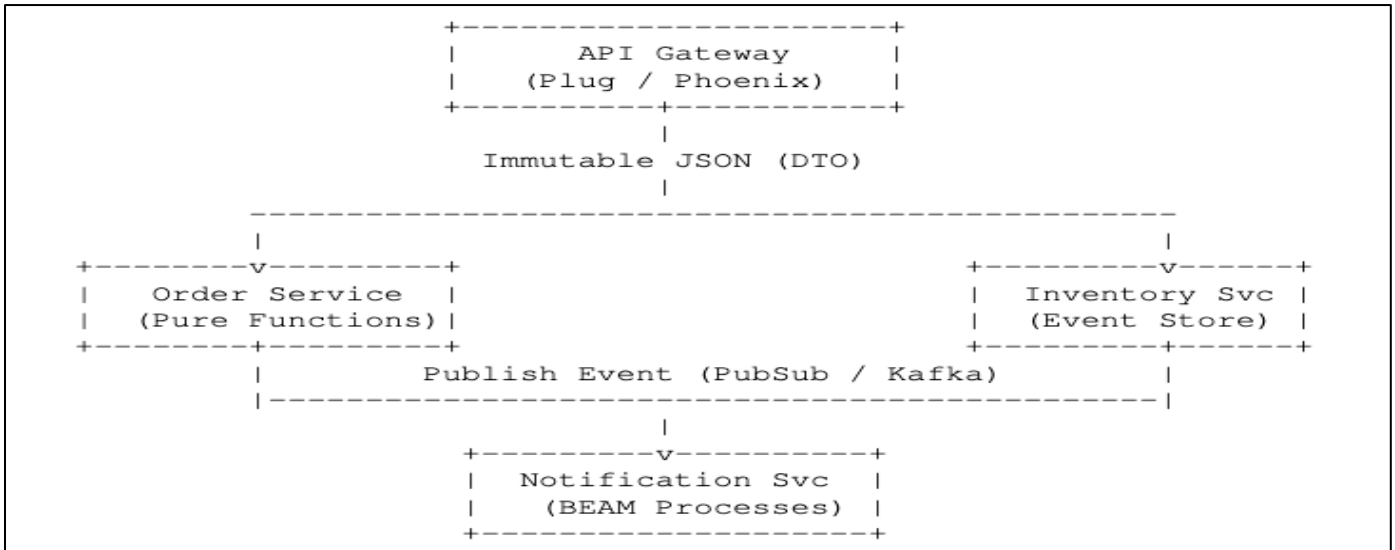 API Gateway
(Plug / Phoenix)
Immutable JSON (DTO)
Order Service
Inventory Svc
(Pure Functions)
(Event Store)
Publish Event (PubSub / Kafka)
Notification Svc
(BEAM Processes)